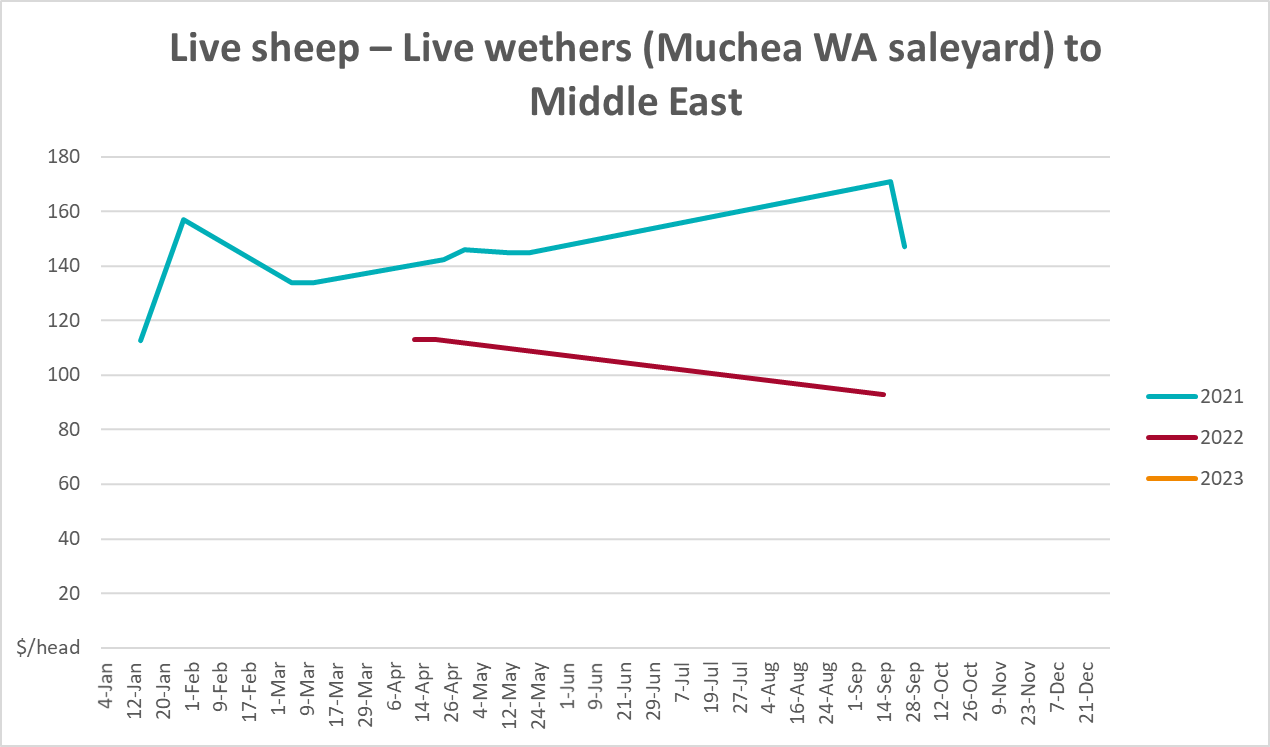 Live sheep – Live wethers (Muchea WA saleyard) to
Middle East
180
160
140
120
100
80
60
40
20
$/head
4-Jan
12-Jan
20-Jan
1-Feb
9-Feb
17-Feb
1-Mar
9-Mar
17-Mar
29-Mar
6-Apr
14-Apr
26-Apr
4-May
12-May
24-May
1-Jun
9-Jun
21-Jun
29-Jun
7-Jul
19-Jul
27-Jul
4-Aug
16-Aug
24-Aug
1-Sep
14-Sep
28-Sep
12-Oct
26-Oct
9-Nov
23-Nov
7-Dec
21-Dec
2021
2022
2023